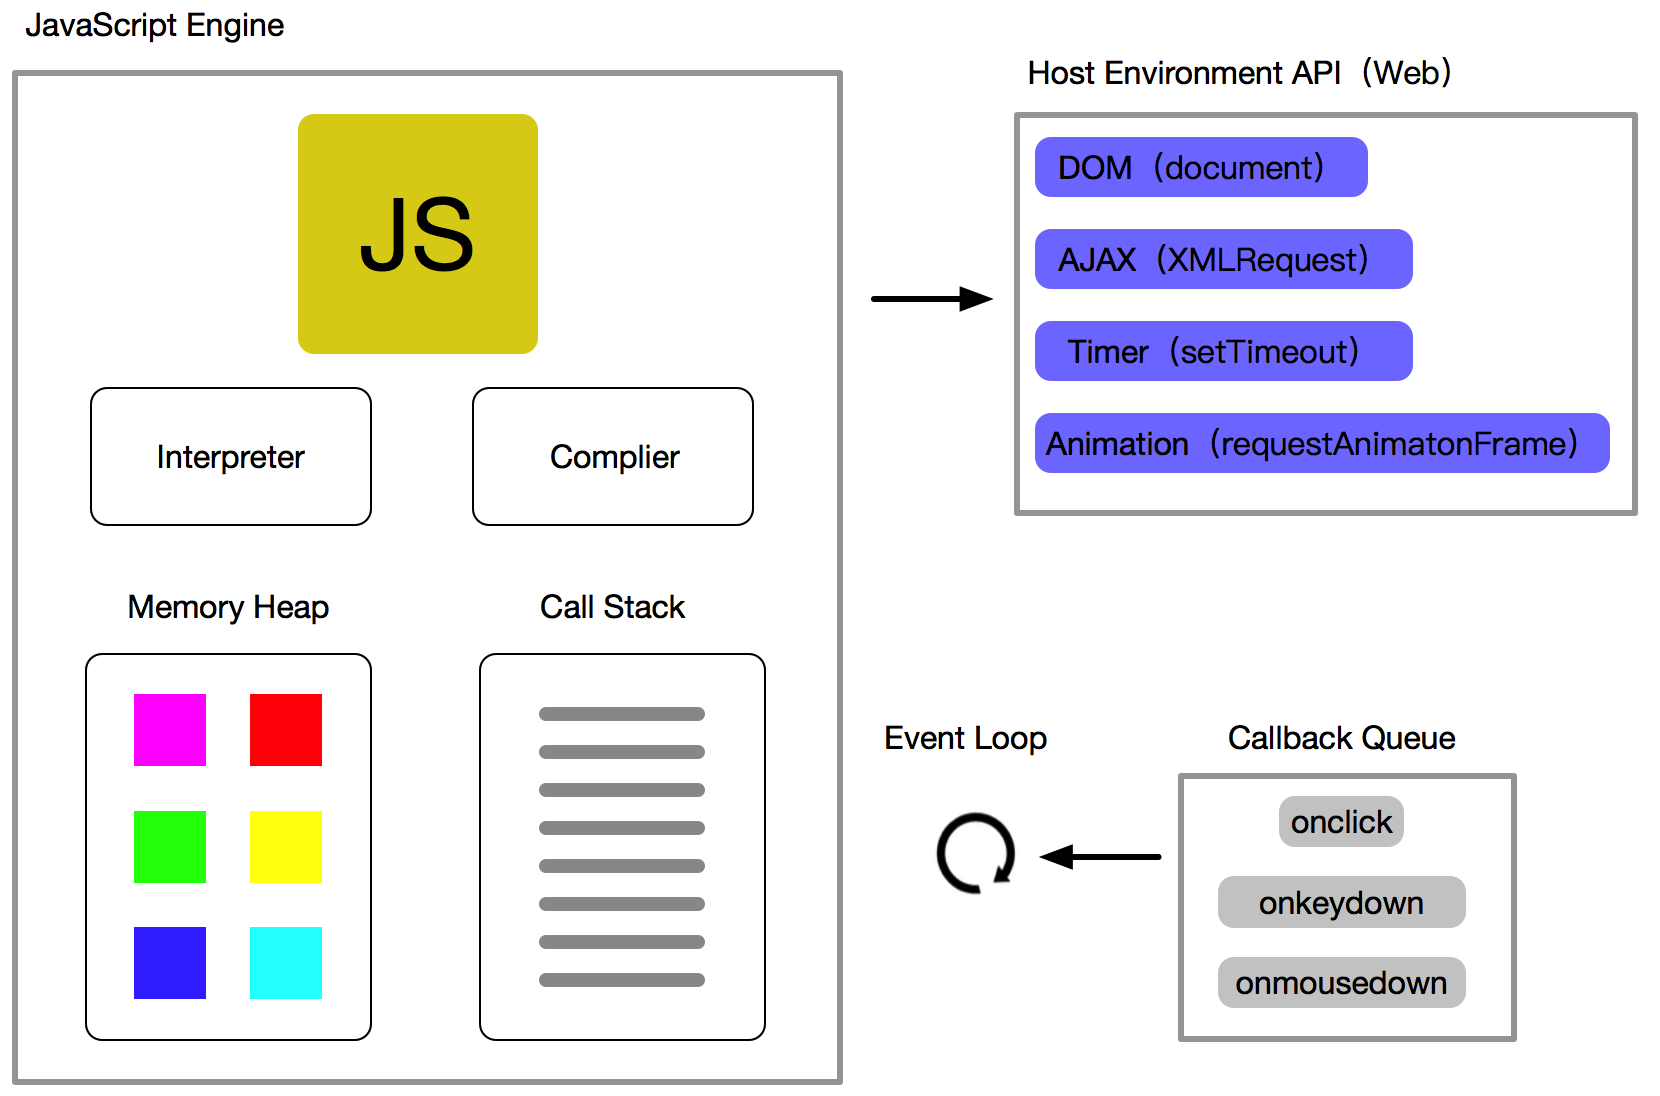 JavaScript Engine
JS
Interpreter
Complier
Memory Heap
Call Stack
Host Environment API（Web）
DOM（document）
AJAX（XMLRequest）
Timer（setTimeout）
Animation（requestAnimatonFrame）
Event Loop
Callback Queue
onclick
onkeydown
onmousedown